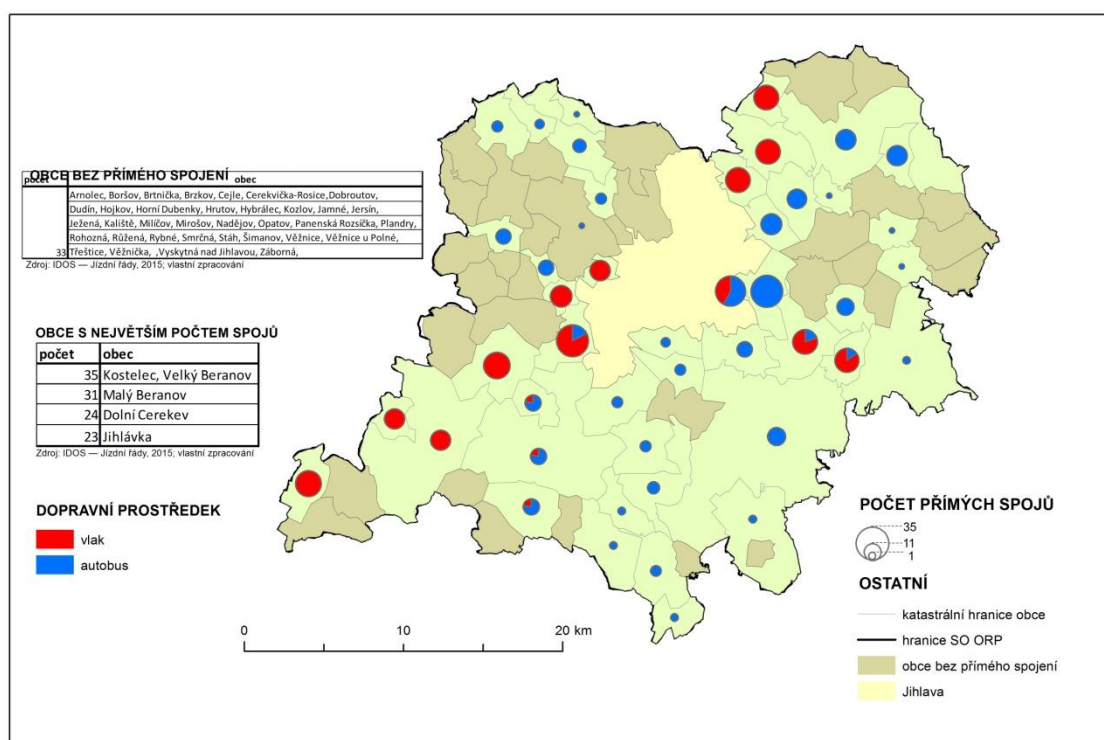 OBCE BEZ PŘÍMÉHO SPOJENÍ
počet obec
Arnolec, Boršov, Brtnička, Brzkov, Cejle, Cerekvička-Rosice,Dobroutov,
Dudín, Hojkov, Horní Dubenky, Hrutov, Hybrálec, Kozlov, Jamné, Jersín,
Ježená, Kaliště, Milíčov, Mirošov, Nadějov, Opatov, Panenská Rozsíčka, Plandry,
Rohozná, Růžená, Rybné, Smrčná, Stáh, Šimanov, Věžnice, Věžnice u Polné,
33 Třeštice, Věžnička, ,Vyskytná nad Jihlavou, Záborná,
Zdroj: IDOS — Jízdní řády, 2015; vlastní zpracování
OBCE S NEJVĚTŠÍM POČTEM SPOJŮ
počet obec
35 Kostelec, Velký Beranov
31 Malý Beranov
24 Dolní Cerekev
23 Jihlávka
Zdroj: IDOS — Jízdní řády, 2015; vlastní zpracování
DOPRAVNÍ PROSTŘEDEK
vlak
autobus
0 10 20 km
POČET PŘÍMÝCH SPOJŮ
35
11
1
OSTATNÍ
katastrální hranice obce
hranice SO ORP
obce bez přímého spojení
Jihlava